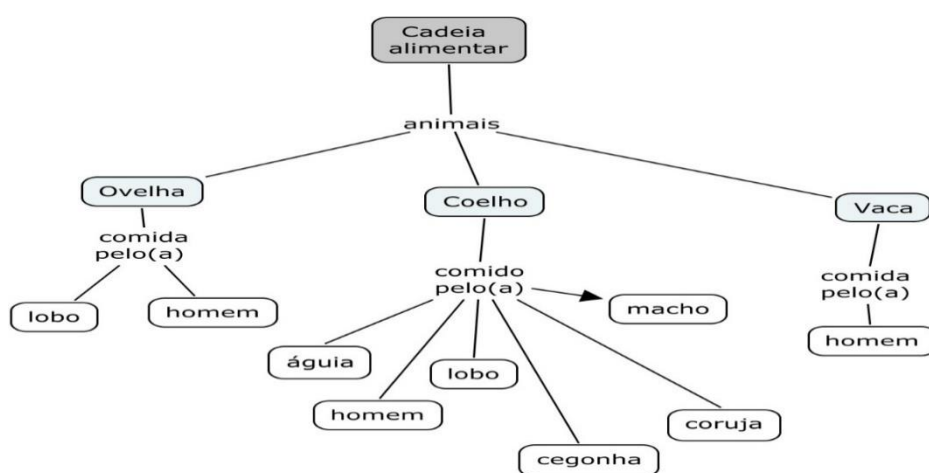 Cadeia
alimentar
animais
Ovelha
Coelho
Vaca
comida
pelo(a)
comido
pelo(a)
comida
pelo(a)
lobo
homem
macho
homem
águia
lobo
homem
coruja
cegonha